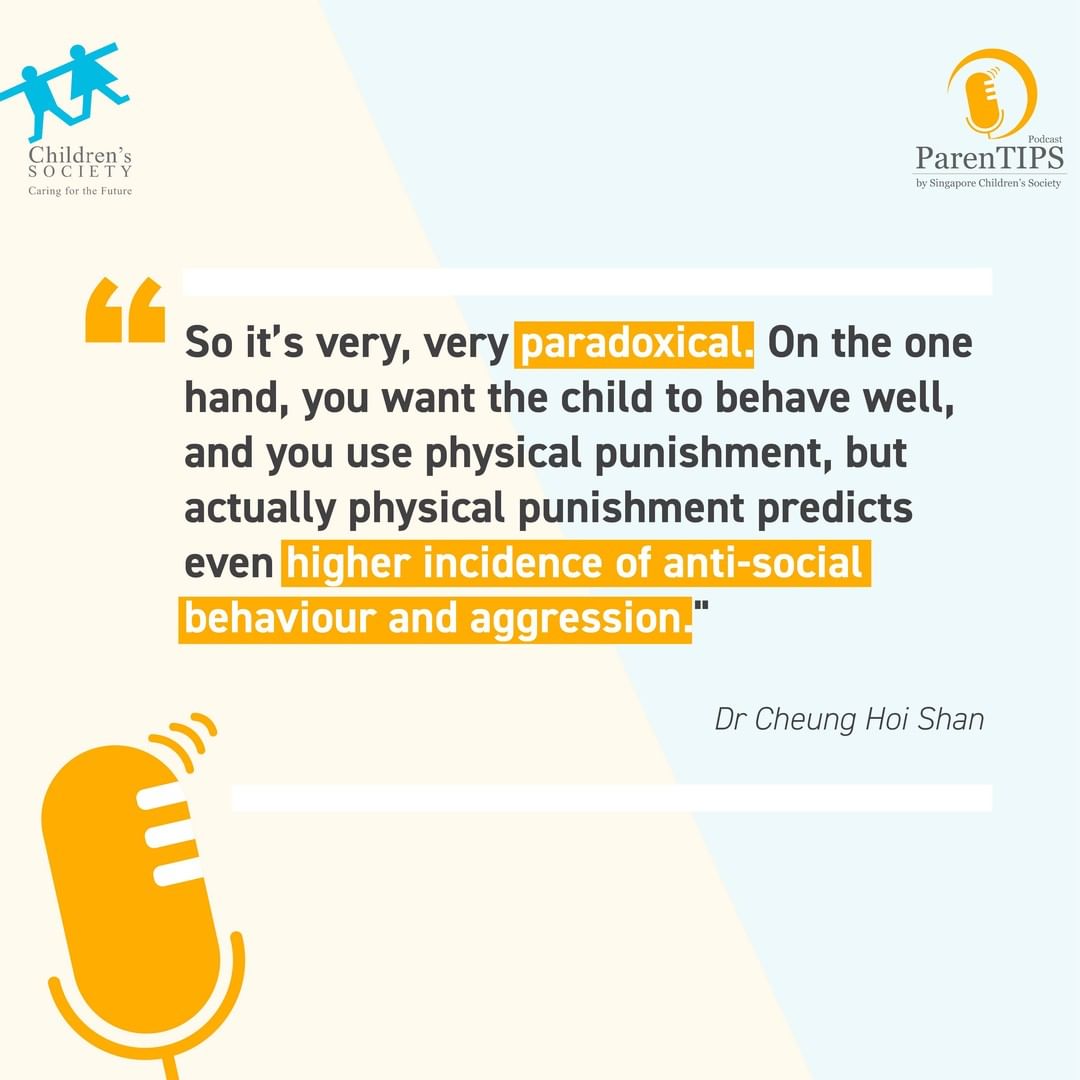 Children's
SOCIETY
Caring for the Future
Podcast
ParenTIPS
by Singapore Children's Society
“
So it’s very, very paradoxical. On the one
hand, you want the child to behave well,
and you use physical punishment, but
actually physical punishment predicts
even higher incidence of anti-social
behaviour and aggression."
Dr Cheung Hoi Shan